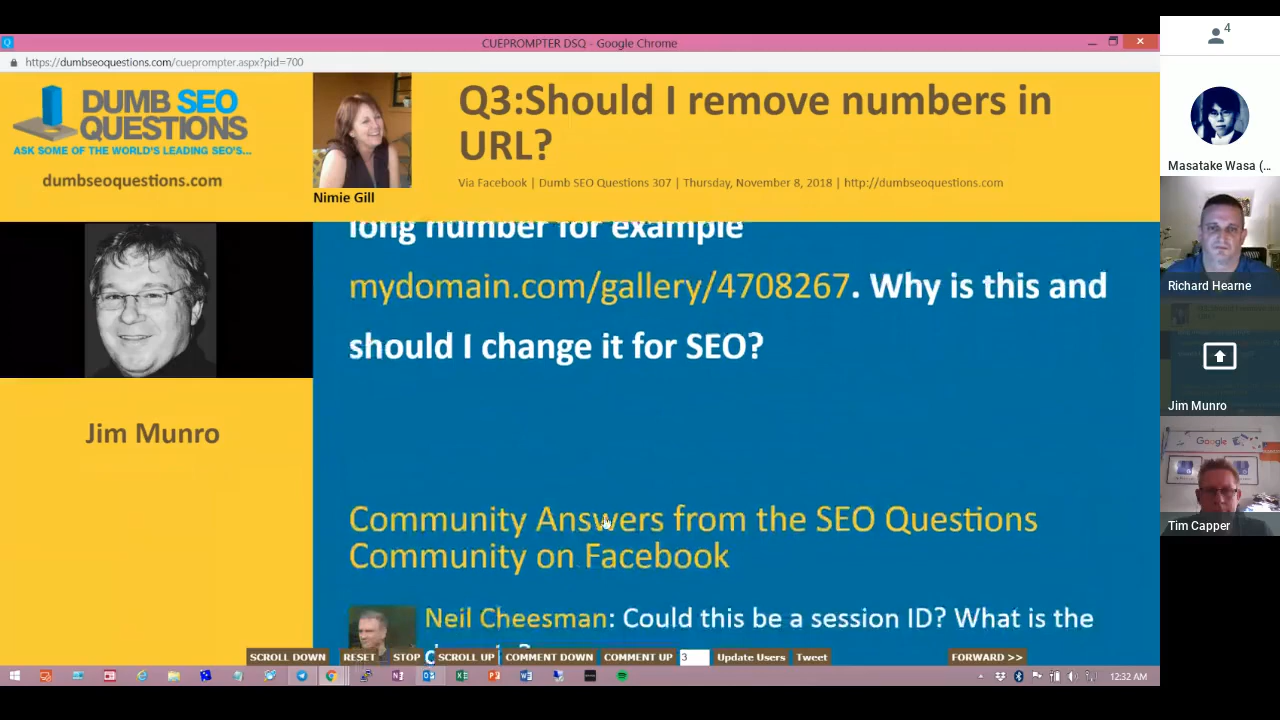 CUEPROMPTER DSQ - Google Chrome
https://dumbseoquestions.com/cueprompter.aspx?pid=700
DUMB SEO
QUESTIONS
ASK SOME OF THE WORLD'S LEADING SEO'S...
dumbseoquestions.com
Nimie Gill
Q3:Should I remove numbers in
URL?
Via Facebook | Dumb SEO Questions 307 | Thursday, November 8, 2018 | http://dumbseoquestions.com
long number for example
mydomain.com/gallery/4708267. Why is this and
should I change it for SEO?
Jim Munro
Community Answers from the SEO Questions
Community on Facebook
Neil Cheesman: Could this be a session ID? What is the
SCROLL DOWN RESET STOP SCROLL UP COMMENT DOWN COMMENT UP 3 Update Users Tweet FORWARD >>
12:32 AM
4
Masatake Wasa (...
Richard Hearne
Jim Munro
Google
Tim Capper